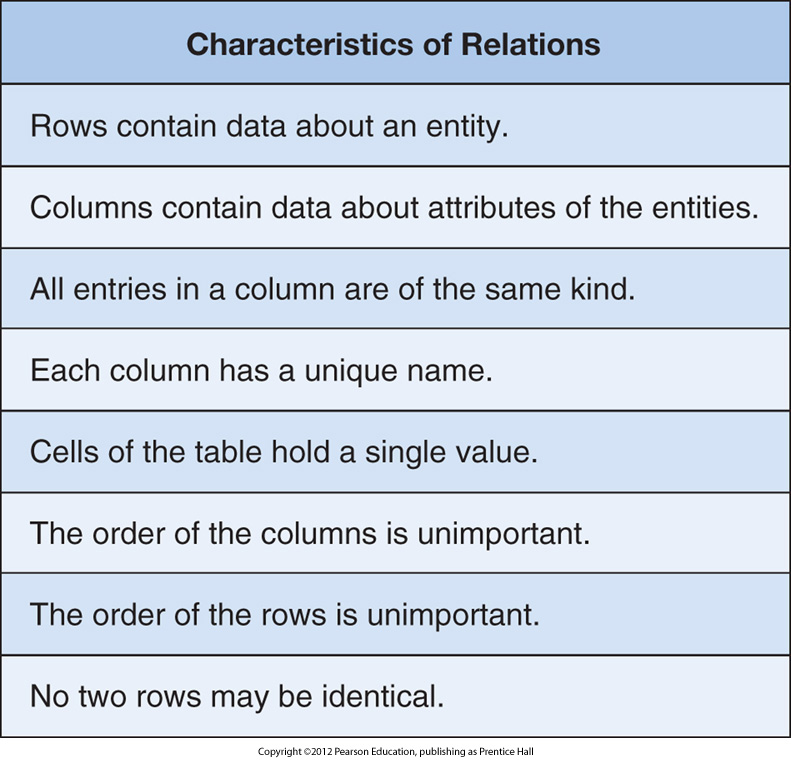 Characteristics of Relations
Rows contain data about an entity.
Columns contain data about attributes of the entities.
All entries in a column are of the same kind.
Each column has a unique name.
Cells of the table hold a single value.
The order of the columns is unimportant.
The order of the rows is unimportant.
No two rows may be identical.
Copyright ©2012 Pearson Education, publishing as Prentice Hall